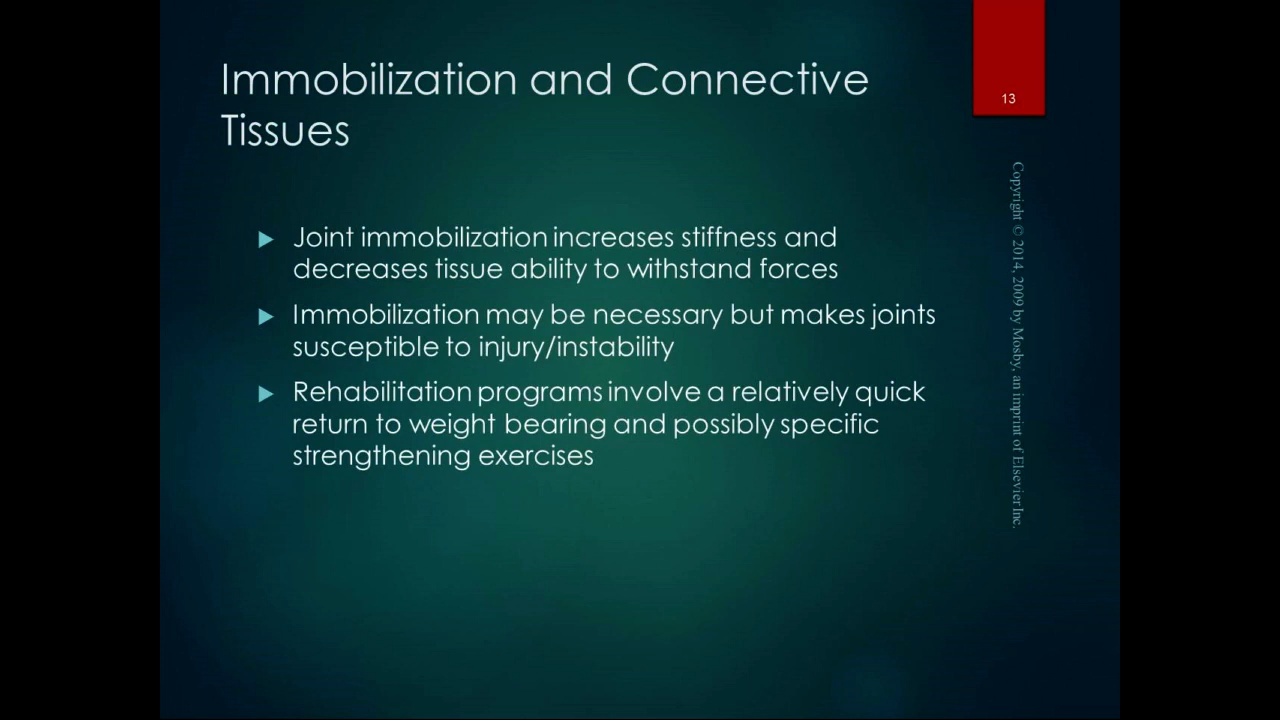 Immobilization and Connective
Tissues
13
Joint immobilization increases stiffness and
decreases tissue ability to withstand forces
Immobilization may be necessary but makes joints
susceptible to injury/instability
Rehabilitation programs involve a relatively quick
return to weight bearing and possibly specific
strengthening exercises
Copyright © 2014, 2009 by Mosby, an imprint of Elsevier Inc.